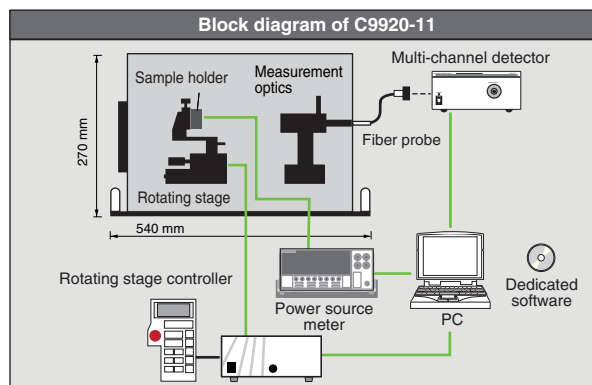 Block diagram of C9920-11
Multi-channel detector
Sample holder
Measurement
optics
Fiber probe
270 mm
Rotating stage
540 mm
Rotating stage controller
Power source
meter
PC
Dedicated
software